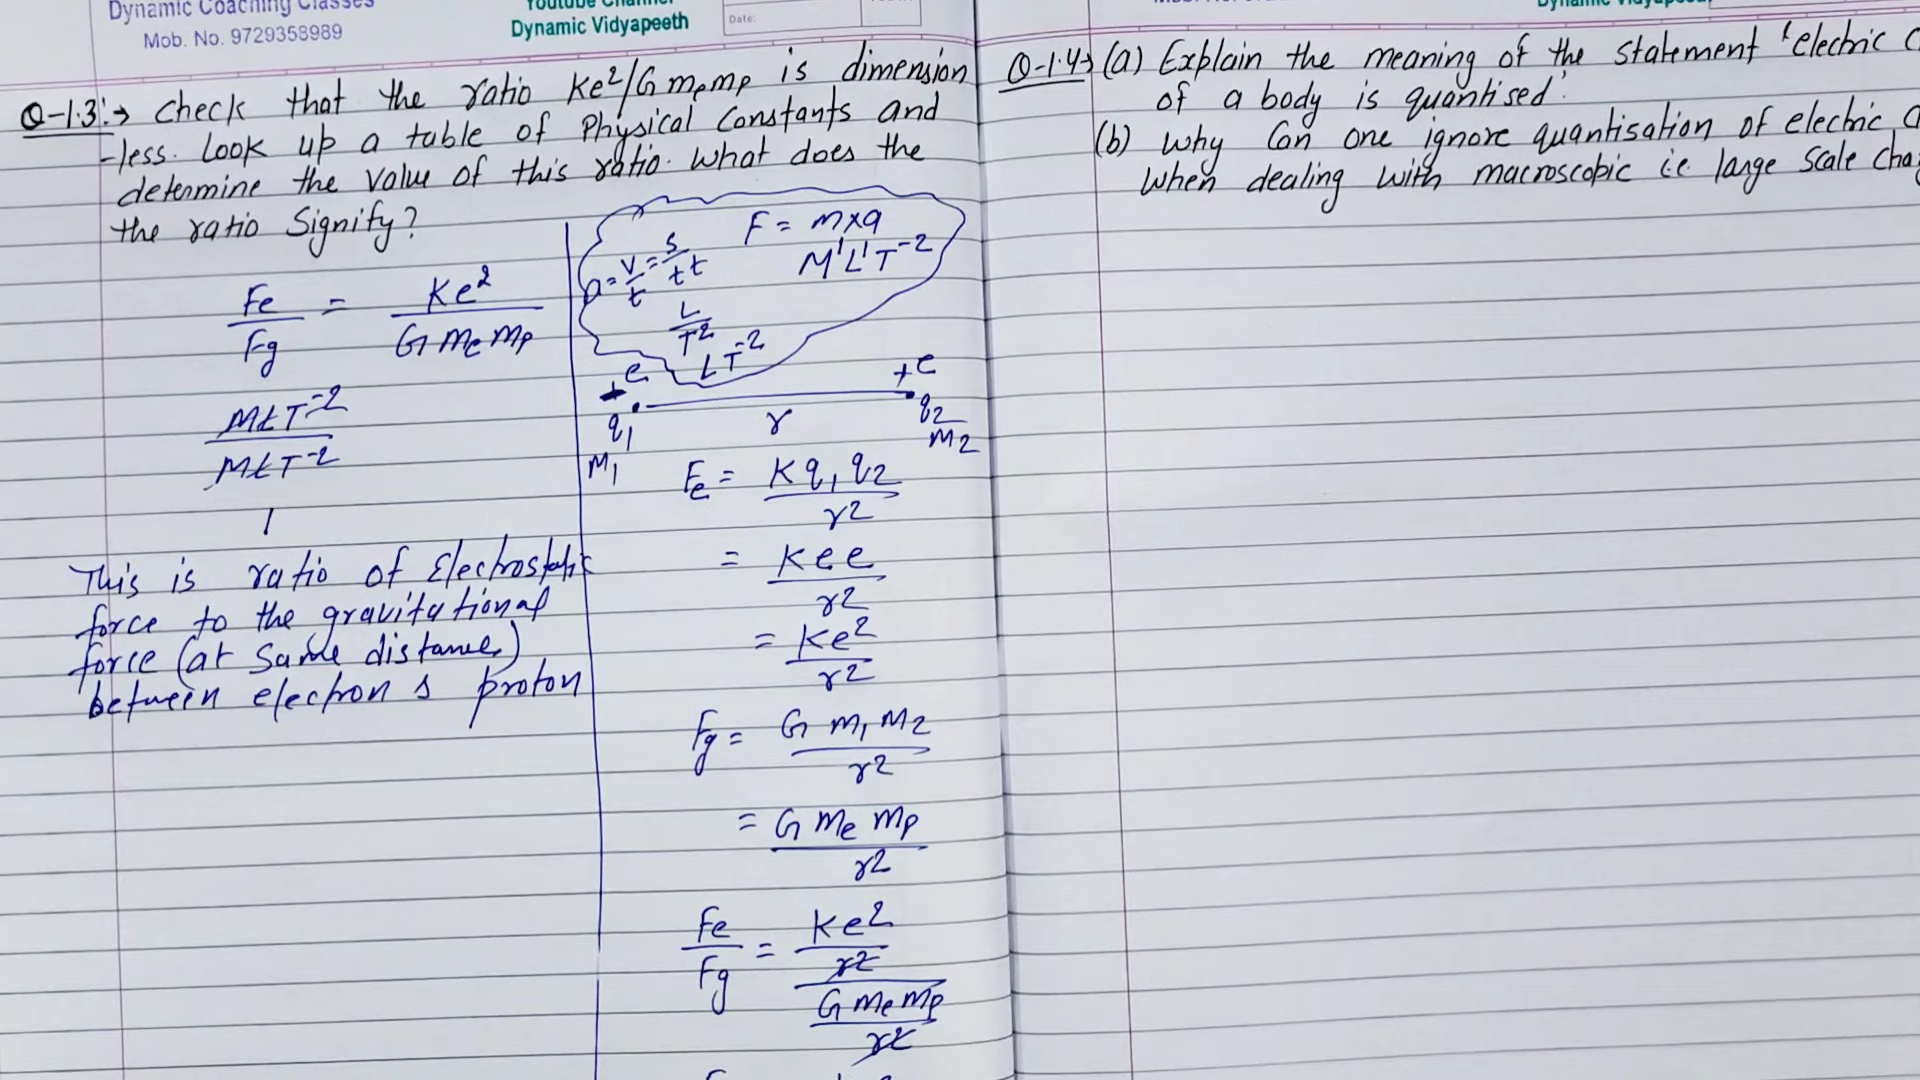 Dynamic Coaching Classes
Mob. No. 9729358989
Youtube Channel
Dynamic Vidyapeeth
Date:
Q-1.3:→ Check that the ratio Ke²/G mₑmₚ is dimension
-less. Look up a table of Physical Constants and
determine the value of this ratio. What does the
the ratio Signify?
Fe/Fg = Ke²/G me mp
MLT⁻²/MLT⁻²
1
This is ratio of Electrostatic
force to the gravitational
force (at same distance)
between electron & proton
F = m×a
a = v/t = s/t t
M¹L¹T⁻²
L/T²
LT⁻²
+e +e
q₁ r q₂
M₁ M₂
Fe = K q₁ q₂/r²
= K e e/r²
= Ke²/r²
Fg = G m₁ M₂/r²
= G me mp/r²
Fe/Fg = Ke²/r² / G me mp/r²
Q-1.4→ (a) Explain the meaning of the statement 'electric
of a body is quantised'.
(b) Why Can one ignore quantisation of electric
When dealing with macroscopic i.e. large scale